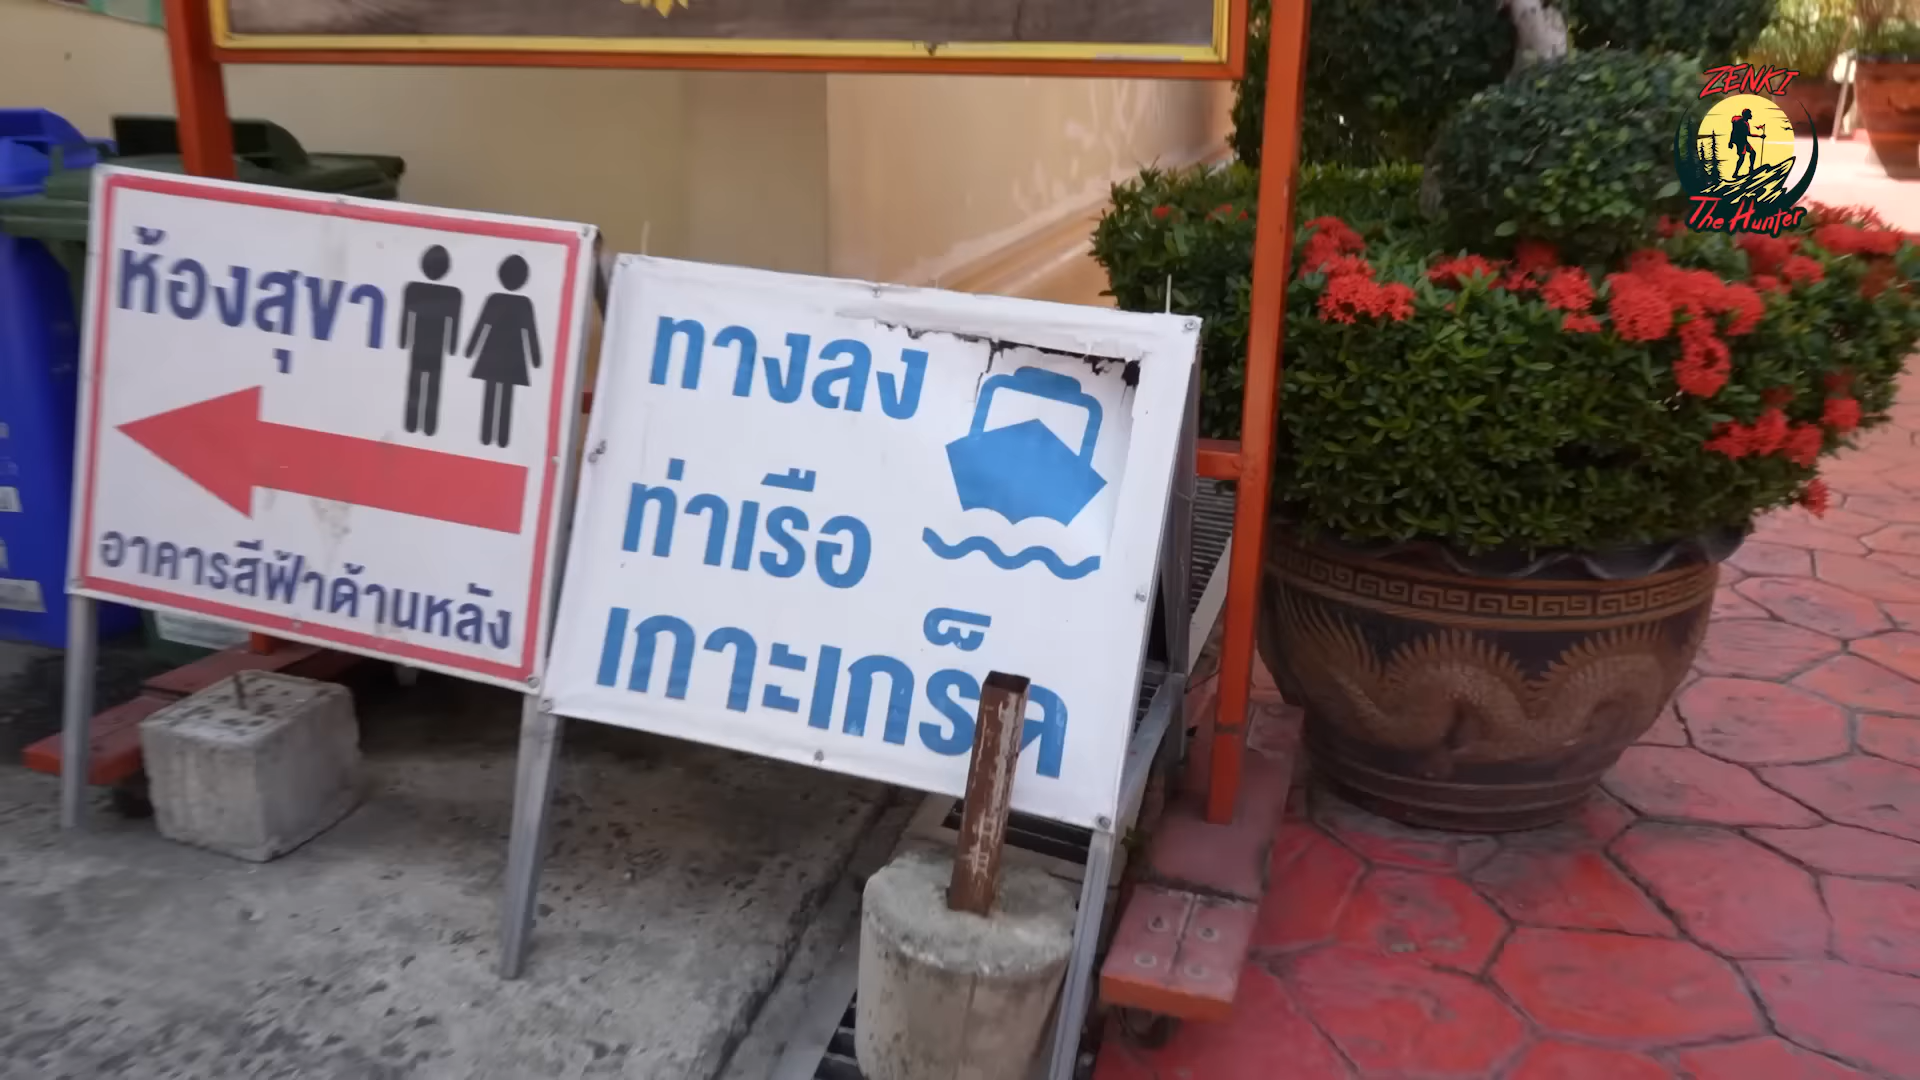 ห้องสุขา
อาคารสีฟ้าด้านหลัง
ทางลง
ท่าเรือ
เกาะเกร็ด
ZENKI
The Hunter